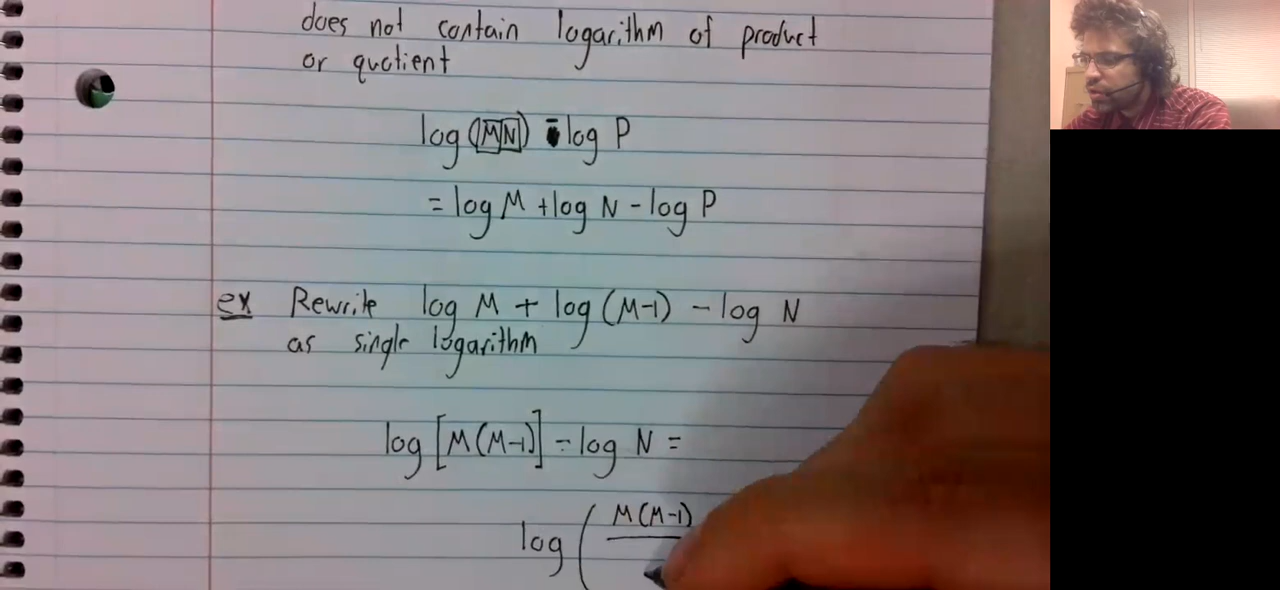 does not contain logarithm of product
or quotient
log (MN) - log P
= log M + log N - log P
ex Rewrite log M + log (M-1) - log N
as single logarithm
log [M(M-1)] - log N =
log ( M(M-1)